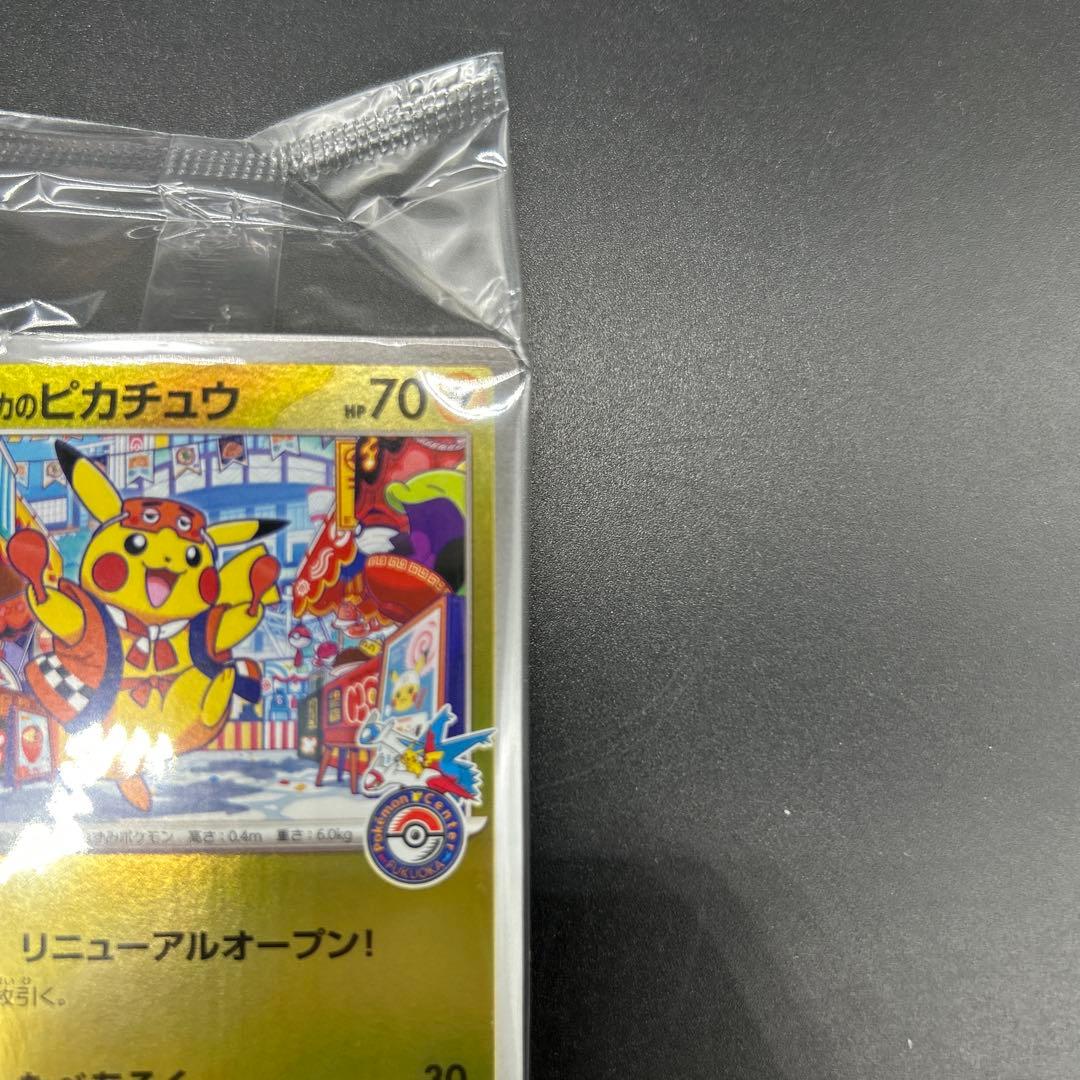 カのピカチュウ HP 70
Pokémon Center
FUKUOKA
ずみポケモン 高さ:0.4m 重さ:6.0kg
リニューアルオープン!
枚引く。
30